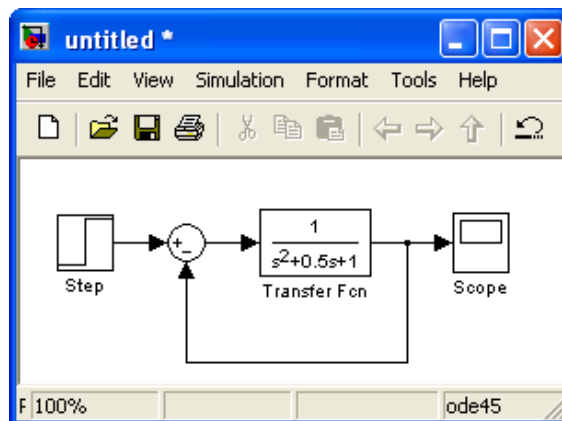 untitled *
File Edit View Simulation Format Tools Help
+
-
1
s2+0.5s+1
Step
Transfer Fcn
Scope
F 100%
ode45